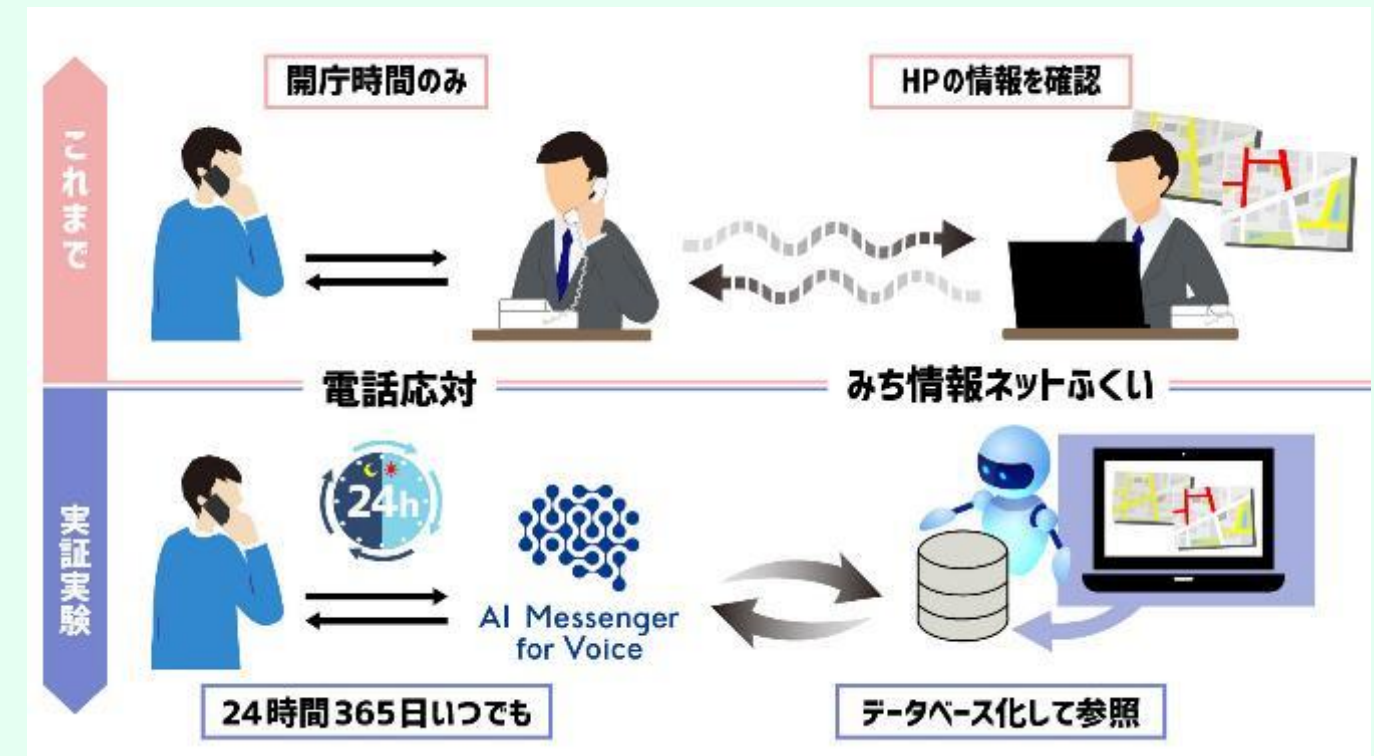 開庁時間のみ
HPの情報を確認
これまで
電話応対
みち情報ネットふくい
実証実験
24h
AI Messenger
for Voice
24時間365日いつでも
データベース化して参照